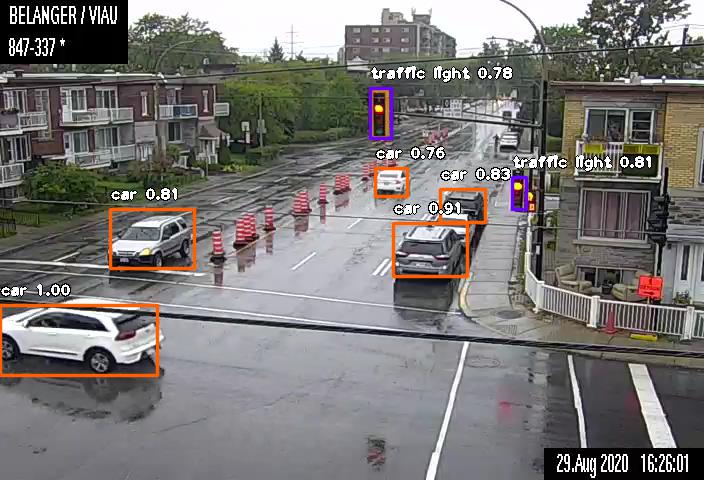 BELANGER / VIAU
847-337 *
traffic light 0.78
car 0.76
traffic light 0.81
car 0.83
car 0.81
car 0.91
car 1.00
29.Aug 2020 16:26:01